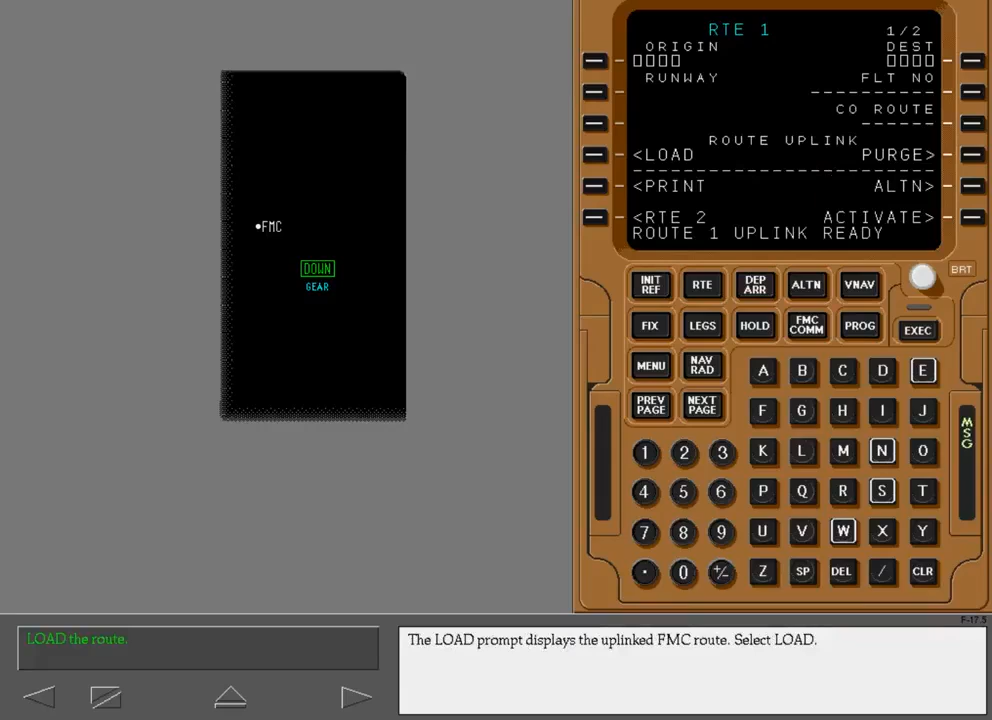 RTE 1 1/2
ORIGIN DEST
□□□□ □□□□
RUNWAY FLT NO
----------
CO ROUTE
------
ROUTE UPLINK
<LOAD PURGE>
------------------------
<PRINT ALTN>
<RTE 2 ACTIVATE>
ROUTE 1 UPLINK READY
•FMC
DOWN
GEAR
BRT
INIT REF RTE DEP ARR ALTN VNAV
FIX LEGS HOLD FMC COMM PROG EXEC
MENU NAV RAD
PREV PAGE NEXT PAGE
A B C D E
F G H I J
K L M N O
P Q R S T
U V W X Y
Z SP DEL / CLR
1 2 3
4 5 6
7 8 9
. 0 +/-
MSG
F-17.5
LOAD the route.
The LOAD prompt displays the uplinked FMC route. Select LOAD.